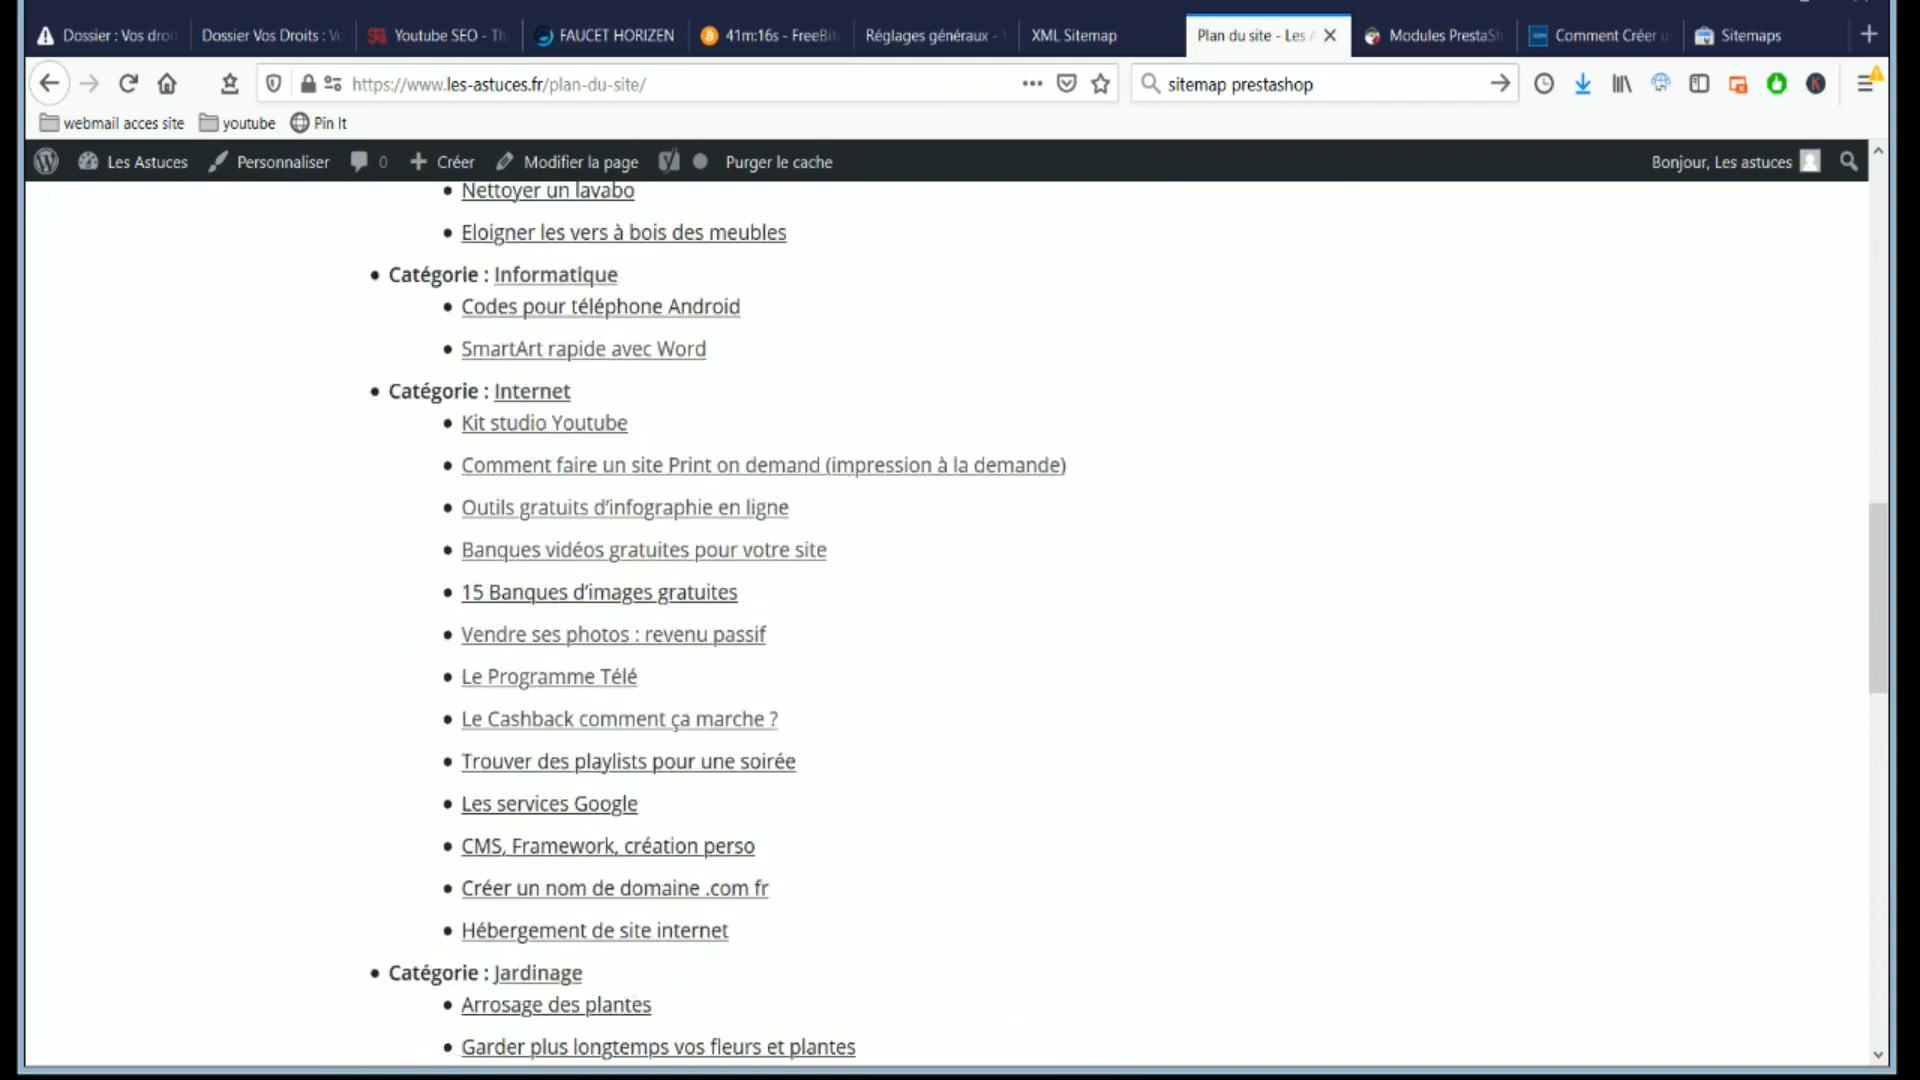 Dossier : Vos droi
Dossier Vos Droits : V
Youtube SEO - Th
FAUCET HORIZEN
41m:16s - FreeBit
Réglages généraux -
XML Sitemap
Plan du site - Les A
Modules PrestaSh
Comment Créer u
Sitemaps
https://www.les-astuces.fr/plan-du-site/
sitemap prestashop
webmail acces site
youtube
Pin It
Les Astuces
Personnaliser
0
Créer
Modifier la page
Purger le cache
Bonjour, Les astuces
Nettoyer un lavabo
Eloigner les vers à bois des meubles
Catégorie : Informatique
Codes pour téléphone Android
SmartArt rapide avec Word
Catégorie : Internet
Kit studio Youtube
Comment faire un site Print on demand (impression à la demande)
Outils gratuits d'infographie en ligne
Banques vidéos gratuites pour votre site
15 Banques d'images gratuites
Vendre ses photos : revenu passif
Le Programme Télé
Le Cashback comment ça marche ?
Trouver des playlists pour une soirée
Les services Google
CMS, Framework, création perso
Créer un nom de domaine .com fr
Hébergement de site internet
Catégorie : Jardinage
Arrosage des plantes
Garder plus longtemps vos fleurs et plantes